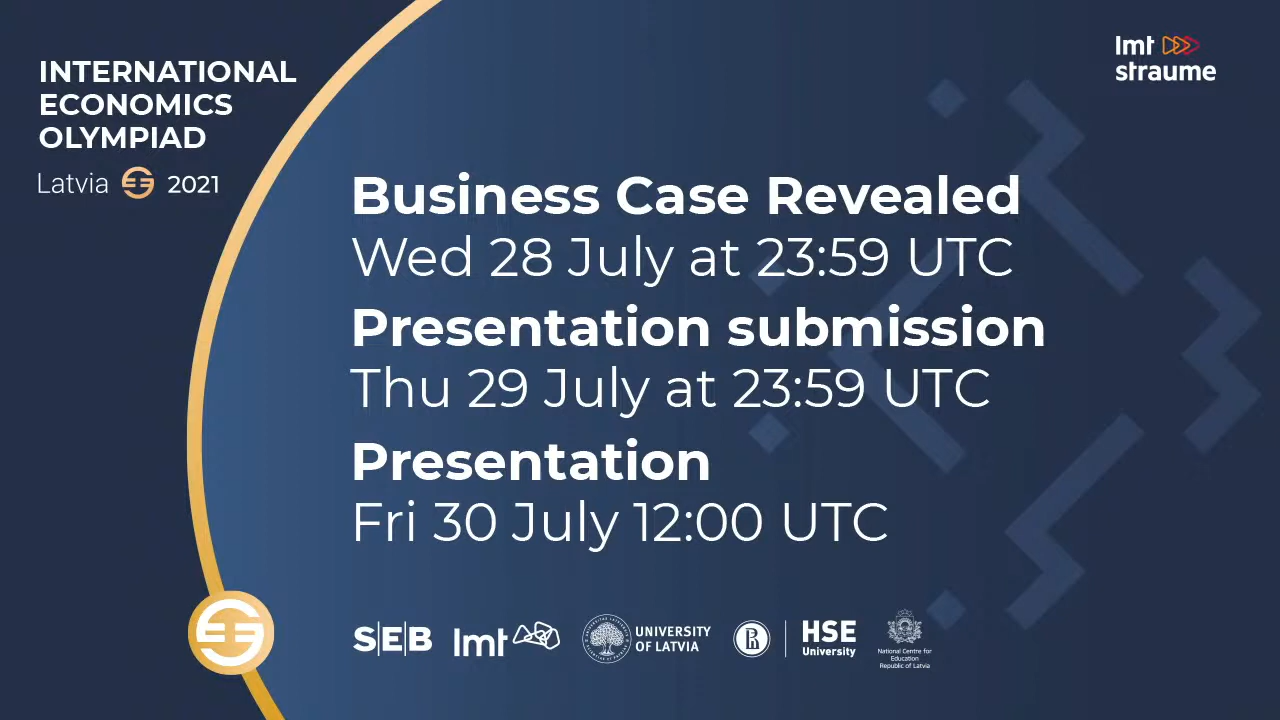 INTERNATIONAL
ECONOMICS
OLYMPIAD
Latvia 2021
lmt
straume
Business Case Revealed
Wed 28 July at 23:59 UTC
Presentation submission
Thu 29 July at 23:59 UTC
Presentation
Fri 30 July 12:00 UTC
SEB
lmt
UNIVERSITY
OF LATVIA
HSE
University
National Centre for
Education
Republic of Latvia